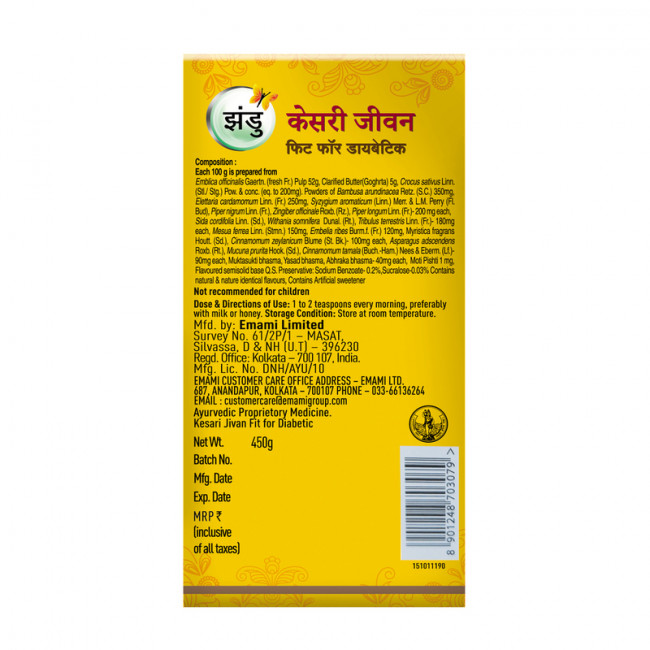 झंडु
केसरी जीवन
फिट फॉर डायबेटिक
Composition :
Each 100 g is prepared from
Emblica officinalis Gaertn. (fresh Fr.) Pulp 52g, Clarified Butter(Goghrta) 5g, Crocus sativus Linn.
(Stl./ Stg.) Pow. & conc. (eq. to 200mg). Powders of Bambusa arundinacea Retz. (S.C.) 350mg,
Elettaria cardamomum Linn. (Fr.) 250mg, Syzygium aromaticum (Linn.) Merr. & L.M. Perry (Fl.
Bud), Piper nigrum Linn. (Fr.), Zingiber officinale Roxb. (Rz.), Piper longum Linn. (Fr.)- 200 mg each,
Sida cordifolia Linn. (Sd.), Withania somnifera Dunal. (Rt.), Tribulus terrestris Linn. (Fr.)- 180mg
each, Mesua ferrea Linn. (Stmn.) 150mg, Embelia ribes Burm.f. (Fr.) 120mg, Myristica fragrans
Houtt. (Sd.), Cinnamomum zeylanicum Blume (St. Bk.)- 100mg each, Asparagus adscendens
Roxb. (Rt.), Mucuna prurita Hook. (Sd.), Cinnamomum tamala (Buch.-Ham.) Nees & Eberm. (Lf.)-
90mg each, Muktasukti bhasma, Yasad bhasma, Abhraka bhasma- 40mg each, Moti Pishti 1 mg,
Flavoured semisolid base Q.S. Preservative: Sodium Benzoate- 0.2%,Sucralose-0.03% Contains
natural & nature identical flavours, Contains Artificial sweetener
Not recommended for children
Dose & Directions of Use: 1 to 2 teaspoons every morning, preferably
with milk or honey. Storage Condition: Store at room temperature.
Mfd. by: Emami Limited
Survey No. 61/2P/1 – MASAT,
Silvassa, D & NH (U.T) – 396230
Regd. Office: Kolkata – 700 107, India.
Mfg. Lic. No. DNH/AYU/10
EMAMI CUSTOMER CARE OFFICE ADDRESS – EMAMI LTD.
687, ANANDAPUR, KOLKATA – 700107 PHONE – 033-66136264
EMAIL : customercare@emamigroup.com
Ayurvedic Proprietory Medicine.
Kesari Jivan Fit for Diabetic
Net Wt. 450g
Batch No.
Mfg. Date
Exp. Date
MRP ₹
(inclusive
of all taxes)
8 901248 703079 >
151011190